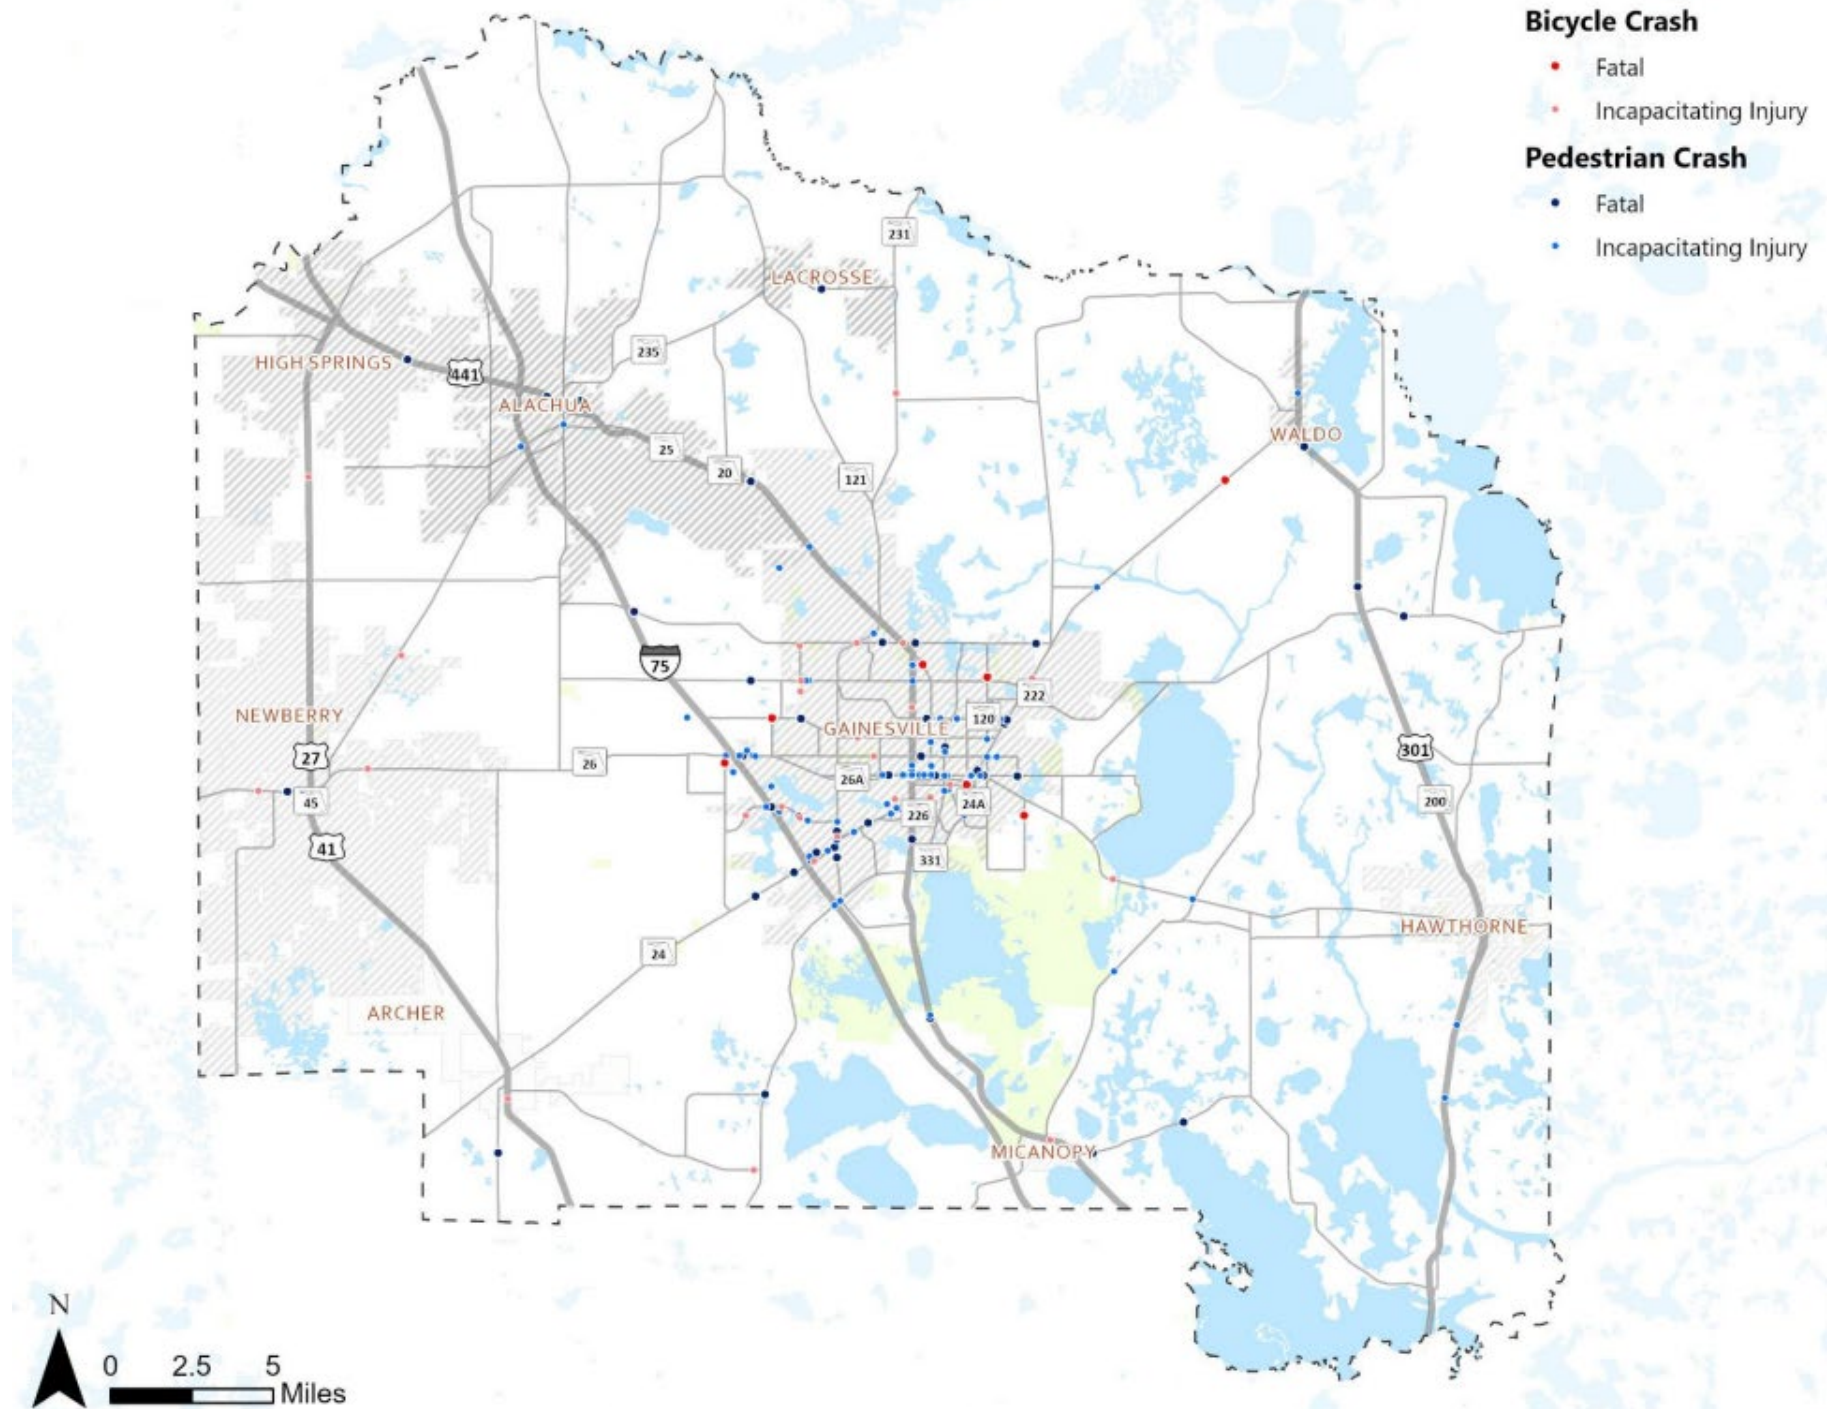 Bicycle Crash
Fatal
Incapacitating Injury
Pedestrian Crash
Fatal
Incapacitating Injury
231
LACROSSE
235
HIGH SPRINGS
441
ALACHUA
25
20
121
WALDO
75
222
NEWBERRY
GAINESVILLE
120
27
26
301
26A
45
226
24A
200
41
331
HAWTHORNE
24
ARCHER
MICANOPY
N
0 2.5 5
Miles